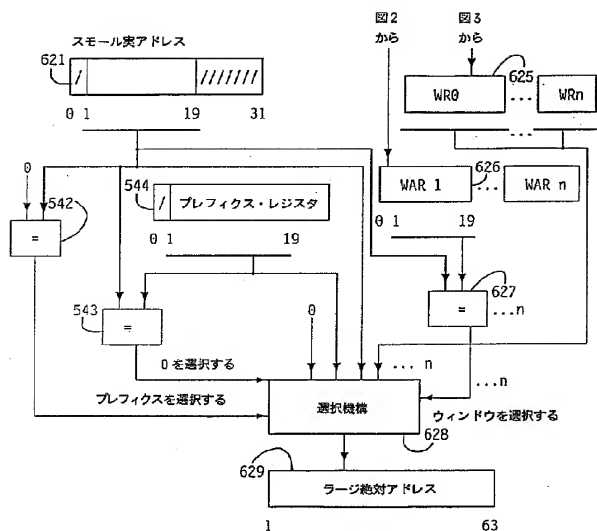 図2
から
図3
から
スモール実アドレス
621
/
///////
0 1 19 31
625
WR0
...
WRn
...
544
/
プレフィクス・レジスタ
0 1 19
0
542
=
WAR 1
626
...
WAR n
0 1 19
543
=
0
=
627
...n
0を選択する
... n
...n
プレフィクスを選択する
選択機構
ウィンドウを選択する
628
629
ラージ絶対アドレス
1 63